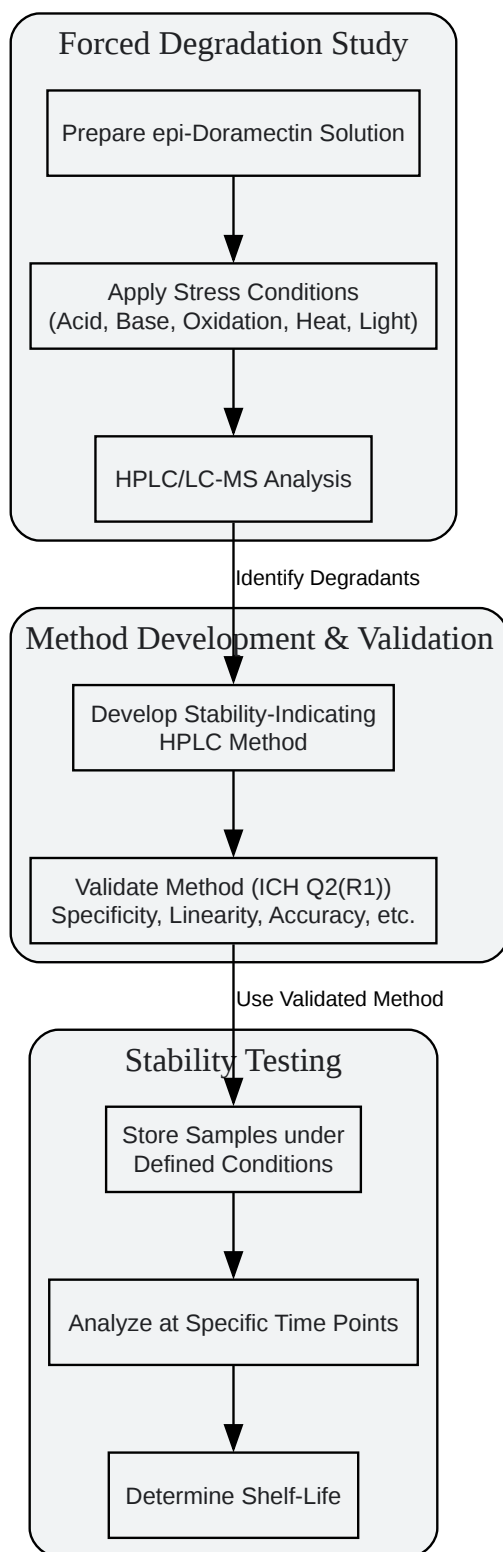 Forced Degradation Study
Prepare epi-Doramectin Solution
Apply Stress Conditions
(Acid, Base, Oxidation, Heat, Light)
HPLC/LC-MS Analysis
Identify Degradants
Method Development & Validation
Develop Stability-Indicating
HPLC Method
Validate Method (ICH Q2(R1))
Specificity, Linearity, Accuracy, etc.
Use Validated Method
Stability Testing
Store Samples under
Defined Conditions
Analyze at Specific Time Points
Determine Shelf-Life